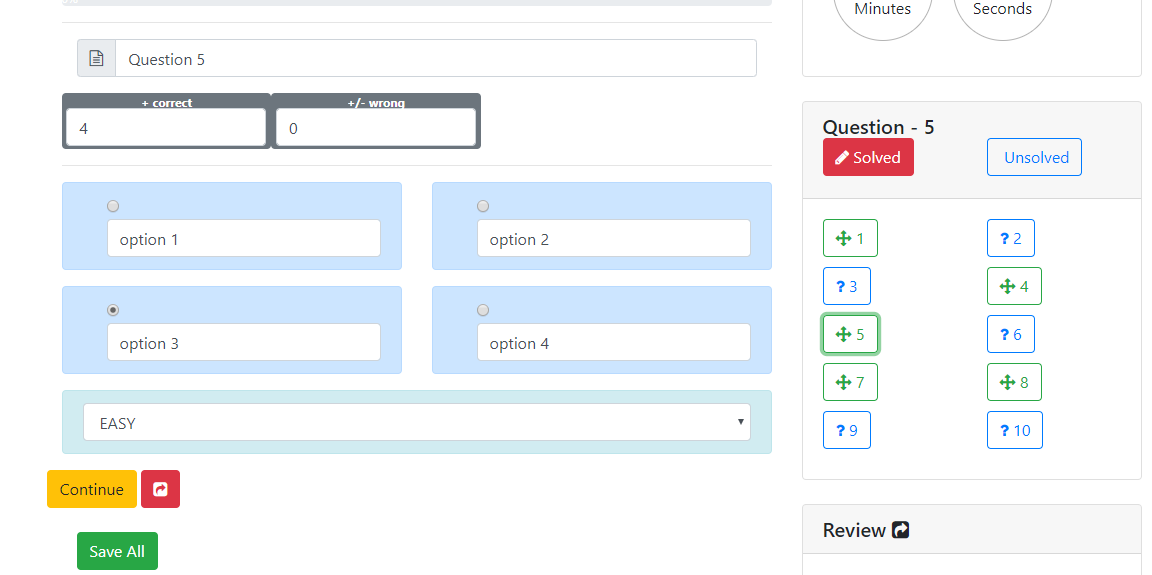 Question 5
+ correct
+/- wrong
4
0
option 1
option 2
option 3
option 4
EASY
Continue
Save All
Minutes
Seconds
Question - 5
Solved
Unsolved
1
? 2
? 3
4
5
? 6
7
8
? 9
? 10
Review